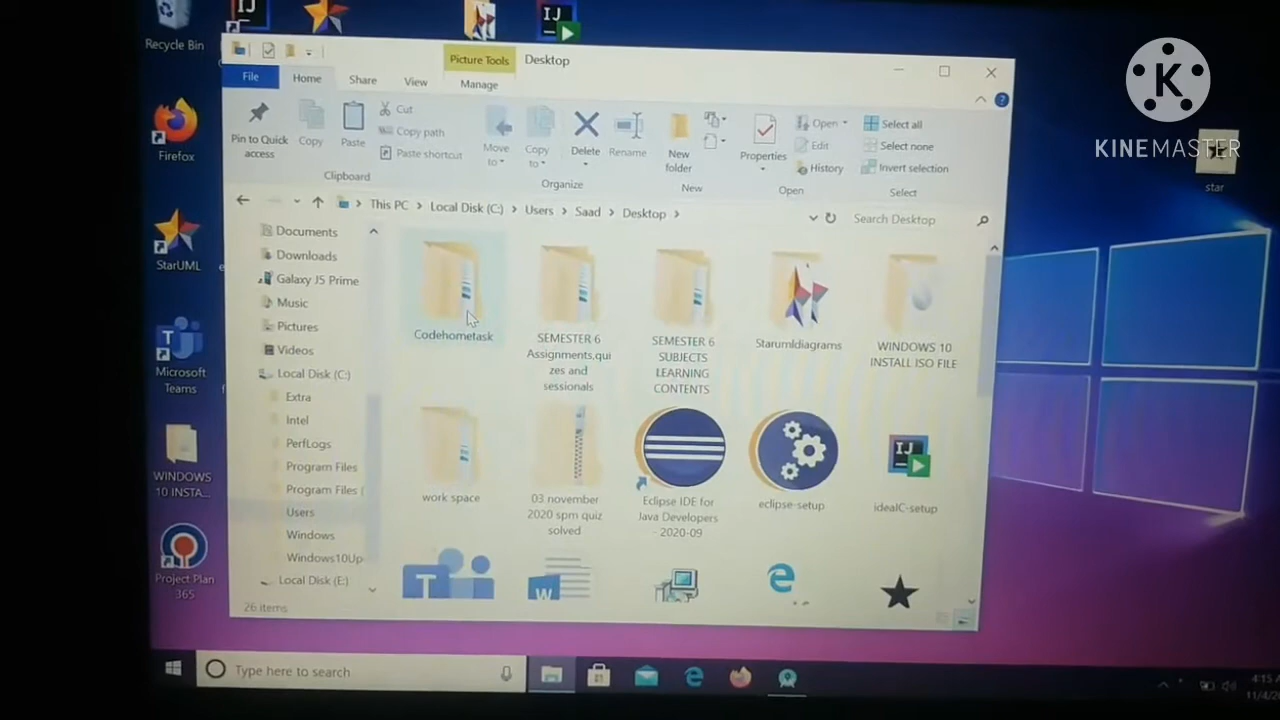 Recycle Bin
IJ
IJ
Picture Tools
Desktop
K
KINEMASTER
File
Home
Share
View
Manage
?
Pin to Quick
access
Copy
Paste
Cut
Copy path
Paste shortcut
Clipboard
Move
to
Copy
to
Delete
Rename
Organize
New
folder
New
Properties
Open
Edit
History
Open
Select all
Select none
Invert selection
Select
This PC > Local Disk (C:) > Users > Saad > Desktop >
Search Desktop
Firefox
StarUML
Microsoft
Teams
WINDOWS
10 INSTA...
Project Plan
365
star
Documents
Downloads
Galaxy J5 Prime
Music
Pictures
Videos
Local Disk (C:)
Extra
Intel
PerfLogs
Program Files
Program Files (
Users
Windows
Windows10Up
Local Disk (E:)
Codehometask
SEMESTER 6
Assignments,qui
zes and
sessionals
SEMESTER 6
SUBJECTS
LEARNING
CONTENTS
Starumldiagrams
WINDOWS 10
INSTALL ISO FILE
work space
03 november
2020 spm quiz
solved
Eclipse IDE for
Java Developers
- 2020-09
eclipse-setup
IJ
idealC-setup
T
W
26 items
Type here to search
4:15
11/4/2